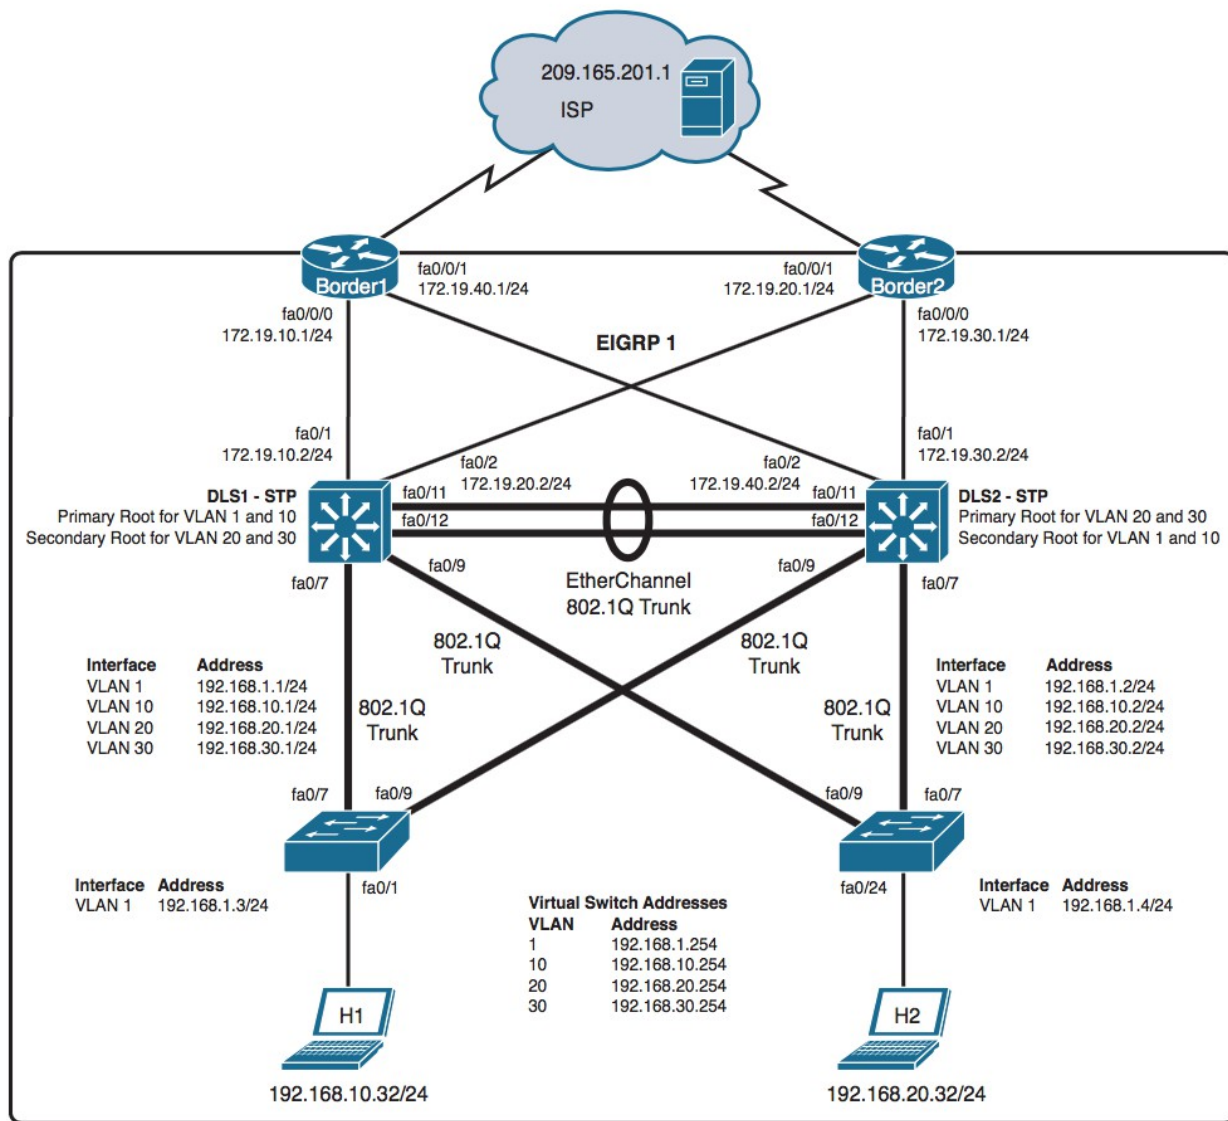 209.165.201.1
ISP
Border1
Border2
fa0/0/1
172.19.40.1/24
fa0/0/1
172.19.20.1/24
fa0/0/0
172.19.10.1/24
fa0/0/0
172.19.30.1/24
EIGRP 1
fa0/1
172.19.10.2/24
fa0/2
172.19.20.2/24
fa0/2
172.19.40.2/24
fa0/1
172.19.30.2/24
DLS1 - STP
Primary Root for VLAN 1 and 10
Secondary Root for VLAN 20 and 30
fa0/11
fa0/12
fa0/11
fa0/12
DLS2 - STP
Primary Root for VLAN 20 and 30
Secondary Root for VLAN 1 and 10
fa0/7
fa0/9
EtherChannel
802.1Q Trunk
fa0/9
fa0/7
802.1Q
Trunk
802.1Q
Trunk
Interface Address
VLAN 1 192.168.1.1/24
VLAN 10 192.168.10.1/24
VLAN 20 192.168.20.1/24
VLAN 30 192.168.30.1/24
802.1Q
Trunk
802.1Q
Trunk
Interface Address
VLAN 1 192.168.1.2/24
VLAN 10 192.168.10.2/24
VLAN 20 192.168.20.2/24
VLAN 30 192.168.30.2/24
fa0/7
fa0/9
fa0/9
fa0/7
Interface Address
VLAN 1 192.168.1.3/24
fa0/1
Virtual Switch Addresses
VLAN Address
1 192.168.1.254
10 192.168.10.254
20 192.168.20.254
30 192.168.30.254
fa0/24
Interface Address
VLAN 1 192.168.1.4/24
H1
H2
192.168.10.32/24
192.168.20.32/24